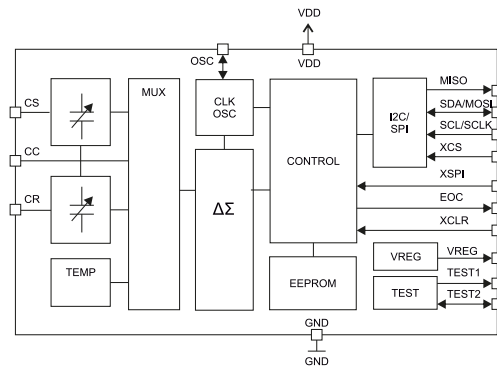 VDD
OSC
VDD
MUX
CLK
OSC
MISO
CS
I2C/
SPI
SDA/MOSI
SCL/SCLK
CC
CONTROL
XCS
XSPI
CR
ΔΣ
EOC
XCLR
TEMP
EEPROM
VREG
VREG
TEST1
TEST
TEST2
GND
GND